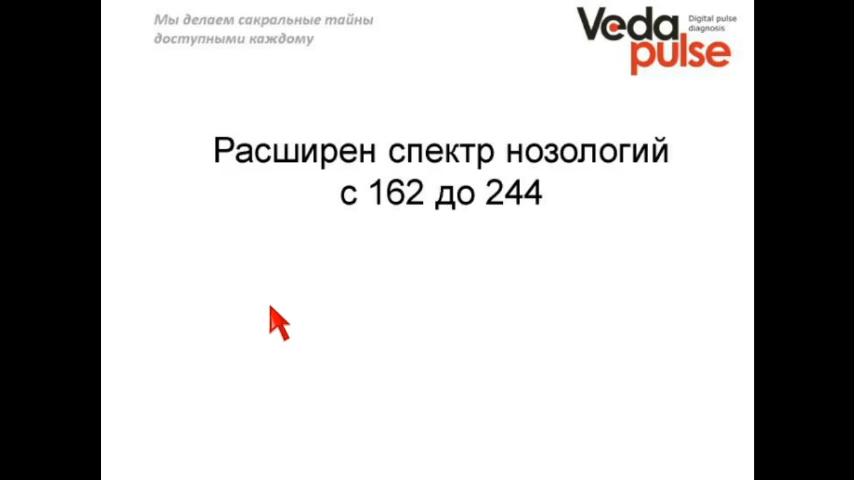 Мы делаем сакральные тайны
доступными каждому
Veda
pulse
Digital pulse
diagnosis
Расширен спектр нозологий
с 162 до 244